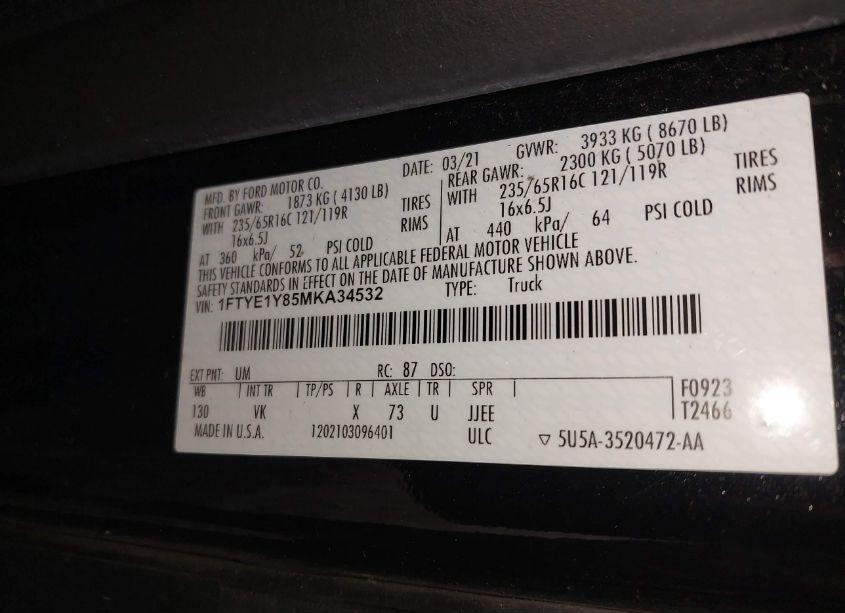 MFD. BY FORD MOTOR CO. DATE: 03/21 GVWR: 3933 KG ( 8670 LB)
FRONT GAWR: 1873 KG ( 4130 LB) REAR GAWR: 2300 KG ( 5070 LB)
WITH 235/65R16C 121/119R TIRES WITH 235/65R16C 121/119R TIRES
16x6.5J RIMS 16x6.5J RIMS
AT 360 kPa/ 52 PSI COLD AT 440 kPa/ 64 PSI COLD
THIS VEHICLE CONFORMS TO ALL APPLICABLE FEDERAL MOTOR VEHICLE
SAFETY STANDARDS IN EFFECT ON THE DATE OF MANUFACTURE SHOWN ABOVE.
VIN: 1FTYE1Y85MKA34532 TYPE: Truck
EXT PNT: UM RC: 87 DSO:
WB INT TR TP/PS R AXLE TR SPR F0923
130 VK X 73 U JJEE T2466
MADE IN U.S.A. 1202103096401 ULC 5U5A-3520472-AA